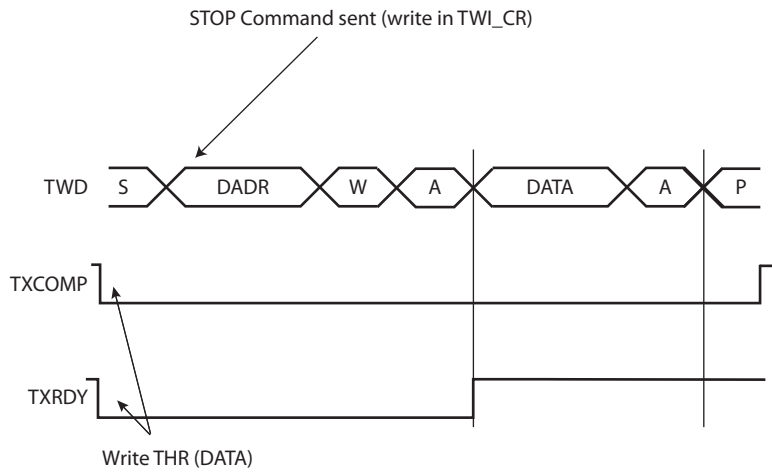 STOP Command sent (write in TWI_CR)
TWD S DADR W A DATA A P
TXCOMP
TXRDY
Write THR (DATA)